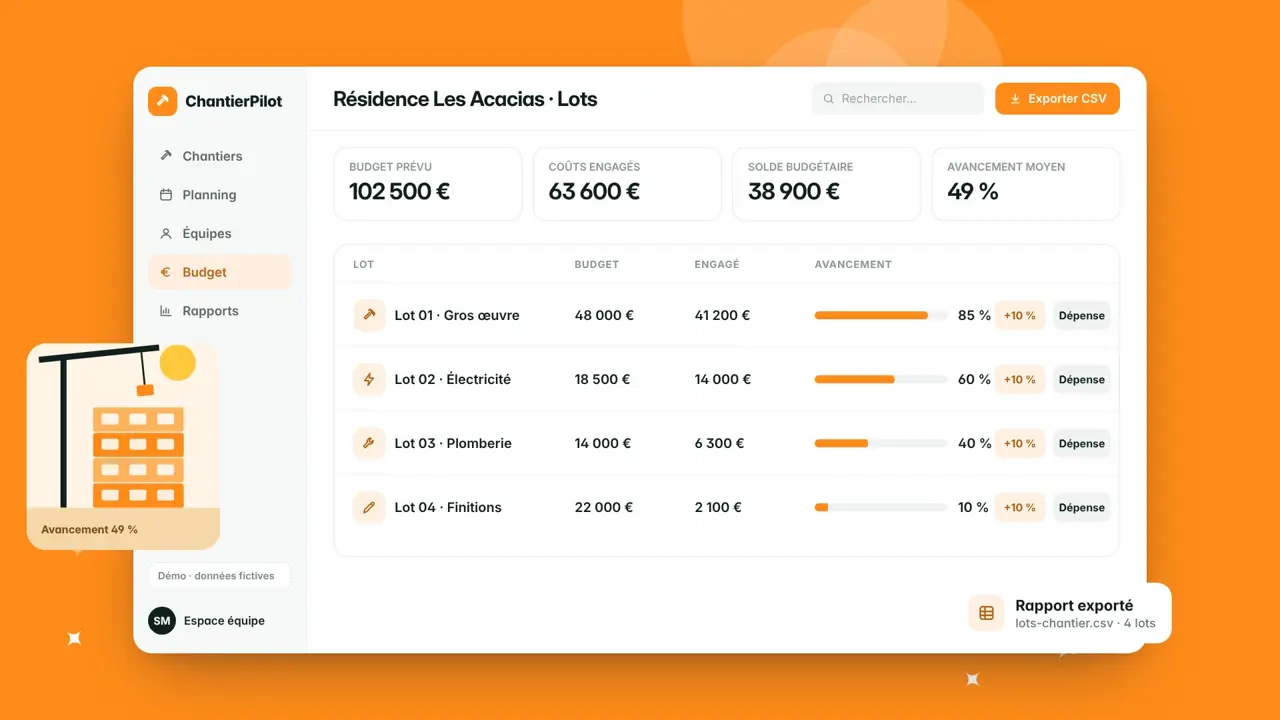 ChantierPilot
Chantiers
Planning
Équipes
Budget
Rapports
Avancement 49 %
Démo · données fictives
SM Espace équipe
Résidence Les Acacias · Lots
Rechercher...
Exporter CSV
BUDGET PRÉVU
102 500 €
COÛTS ENGAGÉS
63 600 €
SOLDE BUDGÉTAIRE
38 900 €
AVANCEMENT MOYEN
49 %
LOT BUDGET ENGAGÉ AVANCEMENT
Lot 01 · Gros œuvre 48 000 € 41 200 € 85 % +10 % Dépense
Lot 02 · Électricité 18 500 € 14 000 € 60 % +10 % Dépense
Lot 03 · Plomberie 14 000 € 6 300 € 40 % +10 % Dépense
Lot 04 · Finitions 22 000 € 2 100 € 10 % +10 % Dépense
Rapport exporté
lots-chantier.csv · 4 lots